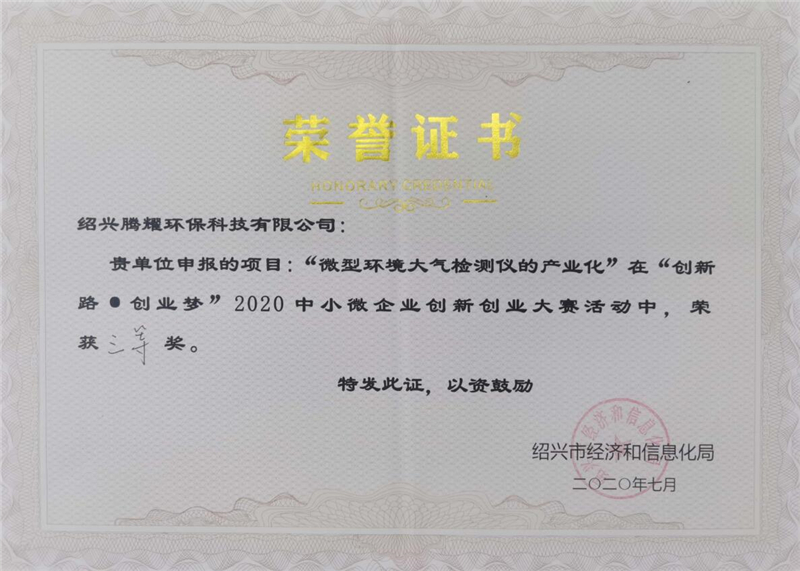 荣誉证书
HONORARY CREDENTIAL
绍兴腾耀环保科技有限公司：
贵单位申报的项目：“微型环境大气检测仪的产业化”在“创新
路●创业梦”2020中小微企业创新创业大赛活动中，荣
获三等奖。
特发此证，以资鼓励
绍兴市经济和信息化局
二〇二〇年七月